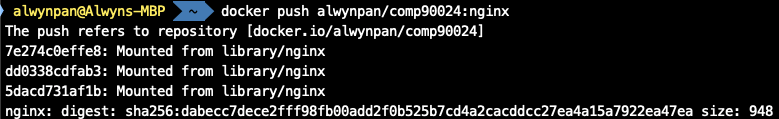 alwynpan@Alwyns-MBP ~ docker push alwynpan/comp90024:nginx
The push refers to repository [docker.io/alwynpan/comp90024]
7e274c0effe8: Mounted from library/nginx
dd0338cdfab3: Mounted from library/nginx
5dacd731af1b: Mounted from library/nginx
nginx: digest: sha256:dabecc7dece2fff98fb00add2f0b525b7cd4a2cacddcc27ea4a15a7922ea47ea size: 948